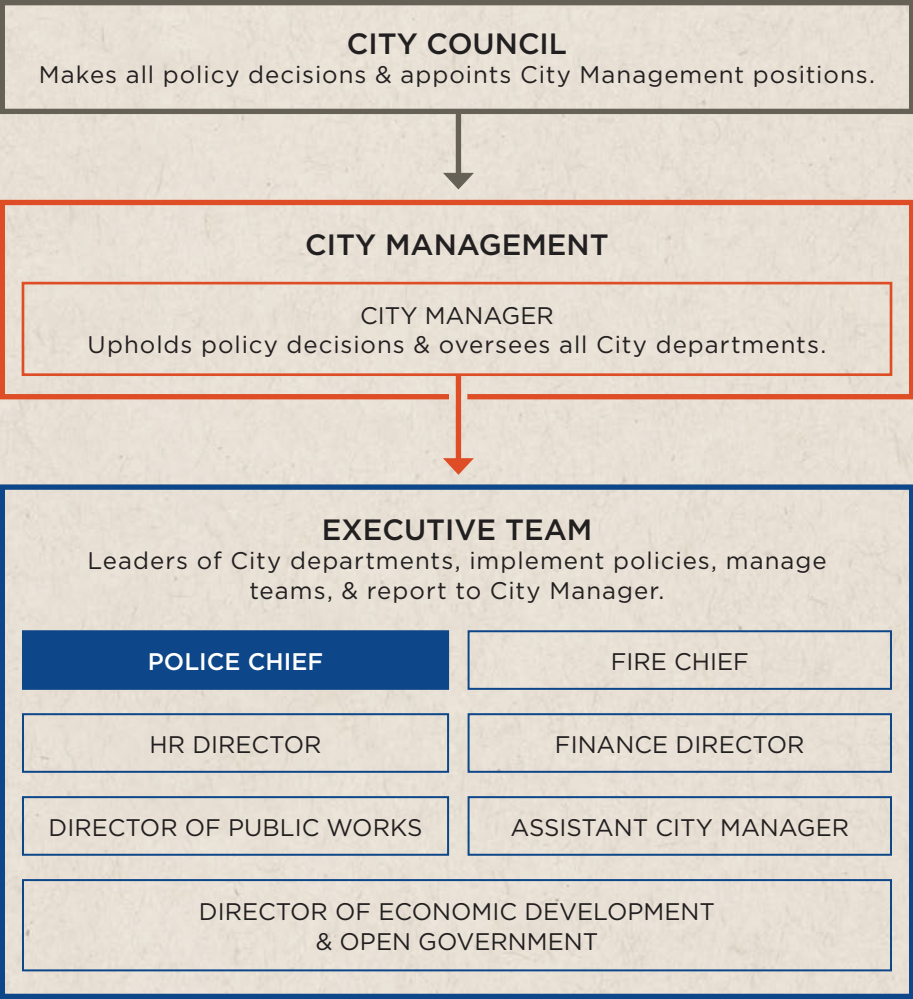 CITY COUNCIL
Makes all policy decisions & appoints City Management positions.
CITY MANAGEMENT
CITY MANAGER
Upholds policy decisions & oversees all City departments.
EXECUTIVE TEAM
Leaders of City departments, implement policies, manage
teams, & report to City Manager.
POLICE CHIEF
FIRE CHIEF
HR DIRECTOR
FINANCE DIRECTOR
DIRECTOR OF PUBLIC WORKS
ASSISTANT CITY MANAGER
DIRECTOR OF ECONOMIC DEVELOPMENT
& OPEN GOVERNMENT